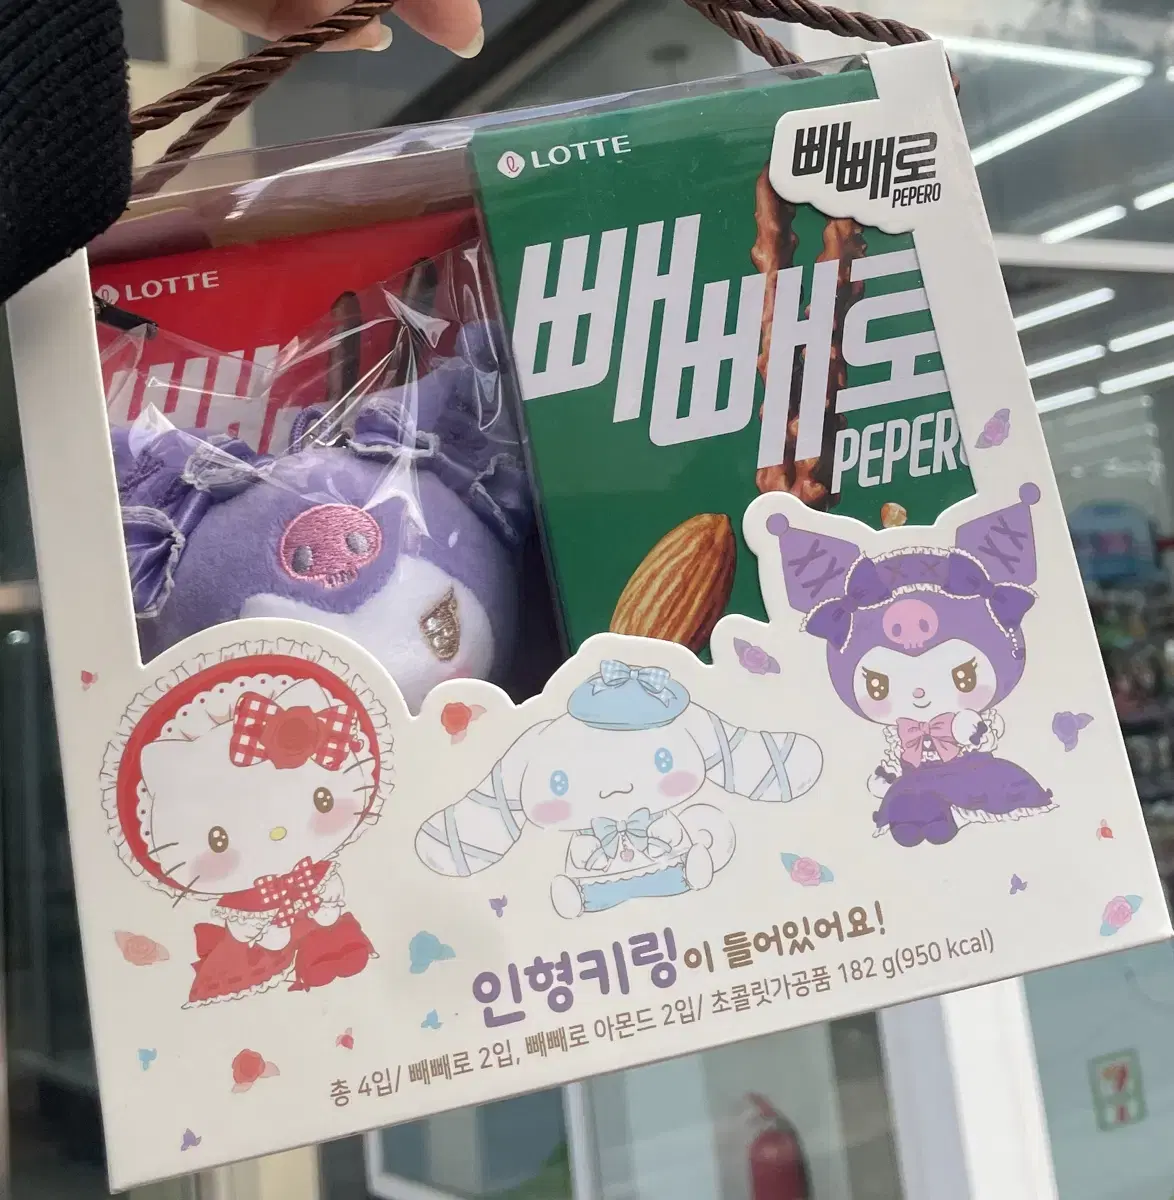 LOTTE
빼빼로
PEPERO
LOTTE
빼빼로
PEPERO
인형키링이 들어있어요!
총 4입/ 빼빼로 2입, 빼빼로 아몬드 2입/ 초콜릿가공품 182 g(950 kcal)
7